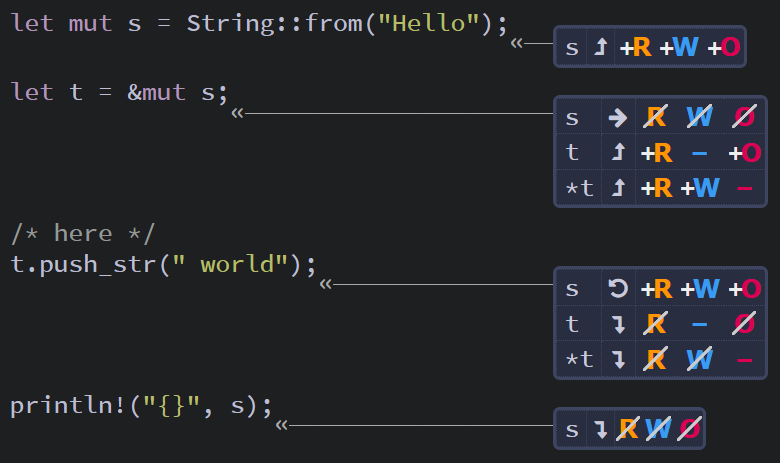 let mut s = String::from("Hello");
« s ⮥ +R +W +O
let t = &mut s;
« s → R W O
t ⮥ +R – +O
*t ⮥ +R +W –
/* here */
t.push_str(" world");
« s ↺ +R +W +O
t ⮧ R – O
*t ⮧ R W –
println!("{}", s);
« s ⮧ R W O